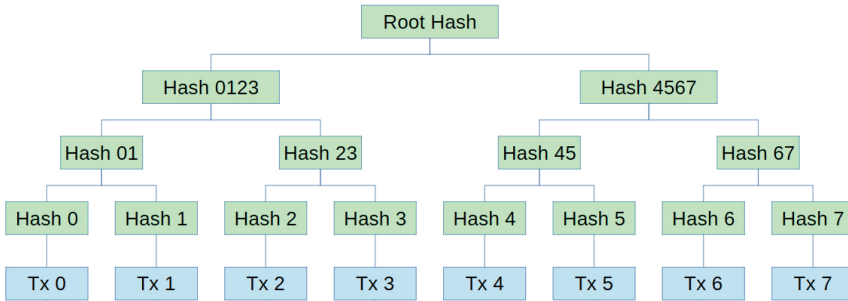 Root Hash
Hash 0123 Hash 4567
Hash 01 Hash 23 Hash 45 Hash 67
Hash 0 Hash 1 Hash 2 Hash 3 Hash 4 Hash 5 Hash 6 Hash 7
Tx 0 Tx 1 Tx 2 Tx 3 Tx 4 Tx 5 Tx 6 Tx 7